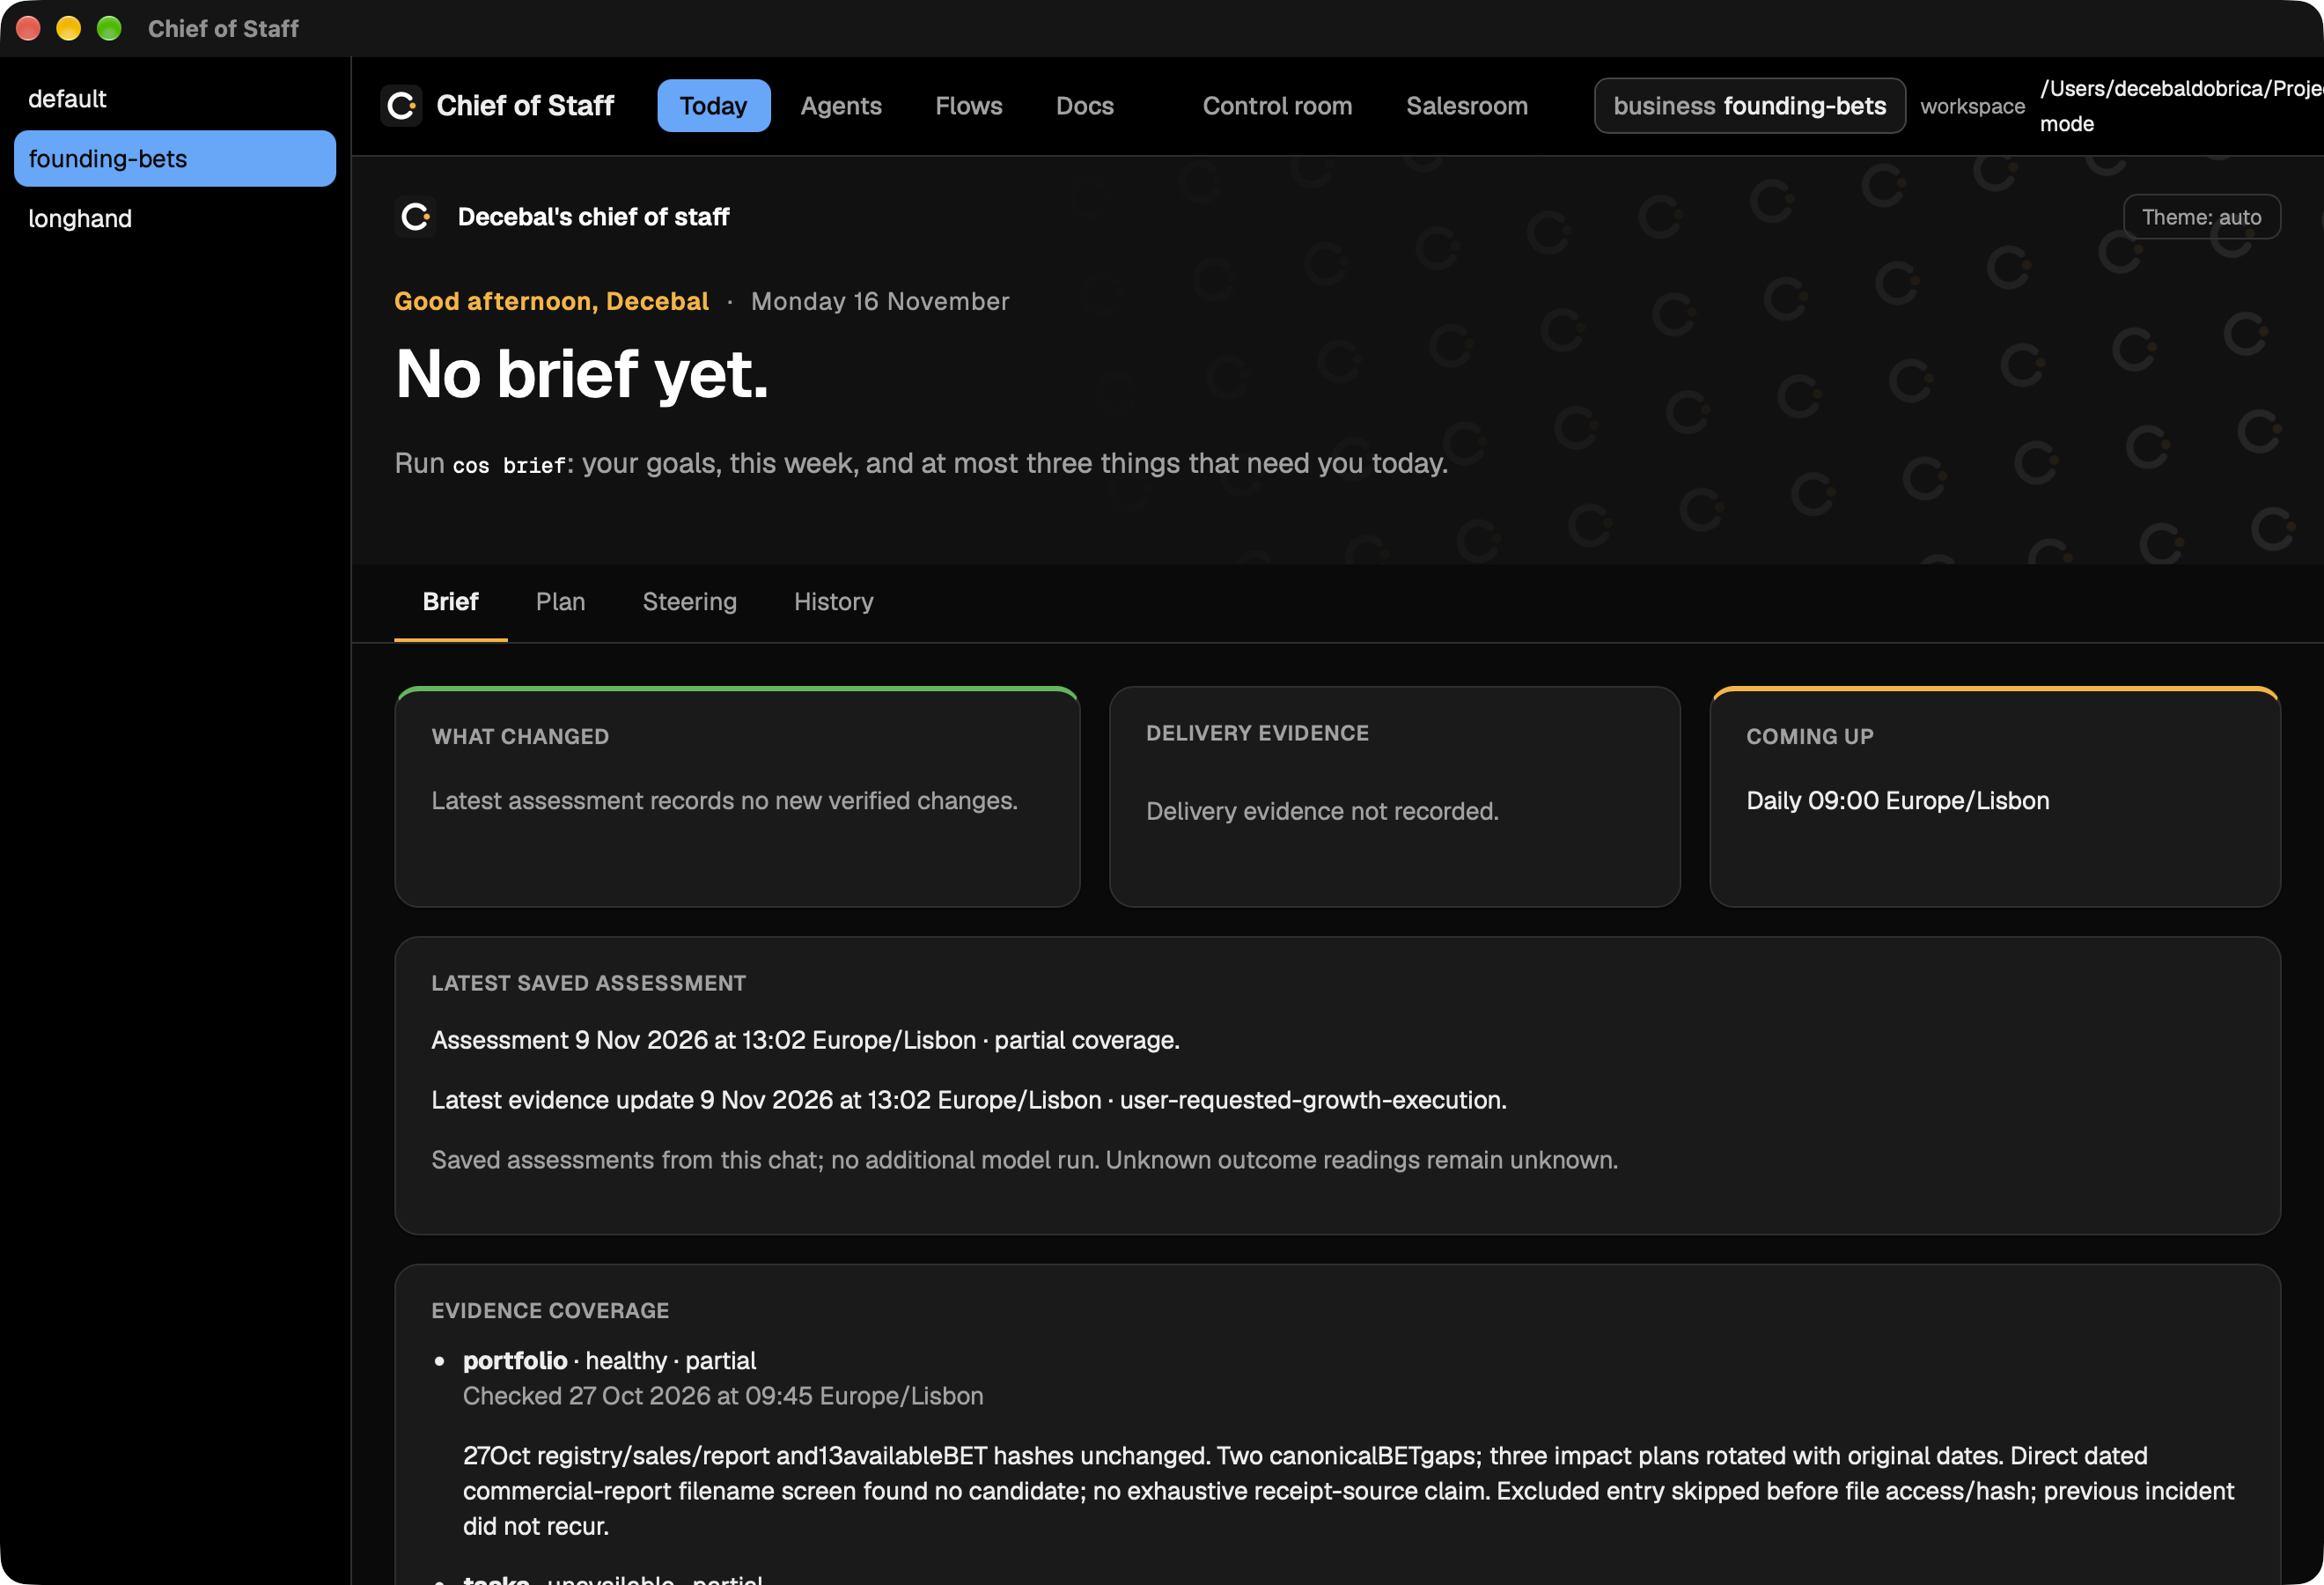 Chief of Staff
default
founding-bets
longhand
Chief of Staff
Today
Agents
Flows
Docs
Control room
Salesroom
business founding-bets
workspace
/Users/decebaldobrica/Proje
mode
Decebal's chief of staff
Theme: auto
Good afternoon, Decebal · Monday 16 November
No brief yet.
Run cos brief: your goals, this week, and at most three things that need you today.
Brief
Plan
Steering
History
WHAT CHANGED
Latest assessment records no new verified changes.
DELIVERY EVIDENCE
Delivery evidence not recorded.
COMING UP
Daily 09:00 Europe/Lisbon
LATEST SAVED ASSESSMENT
Assessment 9 Nov 2026 at 13:02 Europe/Lisbon · partial coverage.
Latest evidence update 9 Nov 2026 at 13:02 Europe/Lisbon · user-requested-growth-execution.
Saved assessments from this chat; no additional model run. Unknown outcome readings remain unknown.
EVIDENCE COVERAGE
• portfolio · healthy · partial
Checked 27 Oct 2026 at 09:45 Europe/Lisbon
27Oct registry/sales/report and13availableBET hashes unchanged. Two canonicalBETgaps; three impact plans rotated with original dates. Direct dated
commercial-report filename screen found no candidate; no exhaustive receipt-source claim. Excluded entry skipped before file access/hash; previous incident
did not recur.
• tasks · unavailable · partial